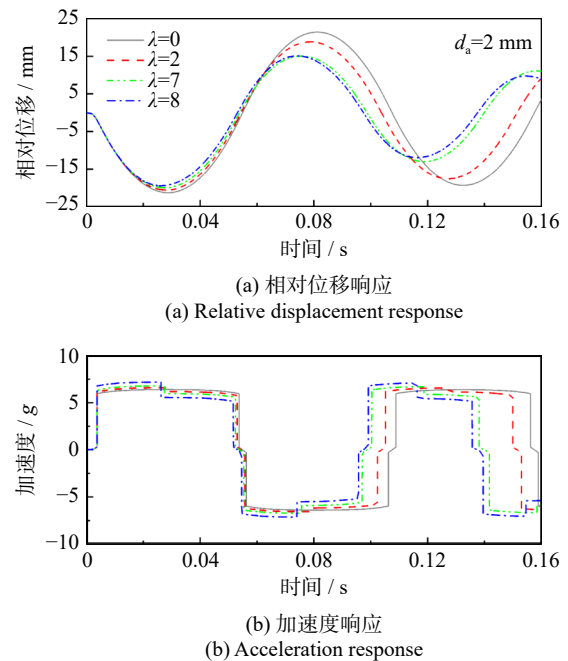 25
15
5
−5
−15
−25
相对位移 / mm
λ=0
λ=2
λ=7
λ=8
dₐ=2 mm
0 0.04 0.08 0.12 0.16
时间 / s
(a) 相对位移响应
(a) Relative displacement response
10
5
0
−5
−10
加速度 / g
0 0.04 0.08 0.12 0.16
时间 / s
(b) 加速度响应
(b) Acceleration response